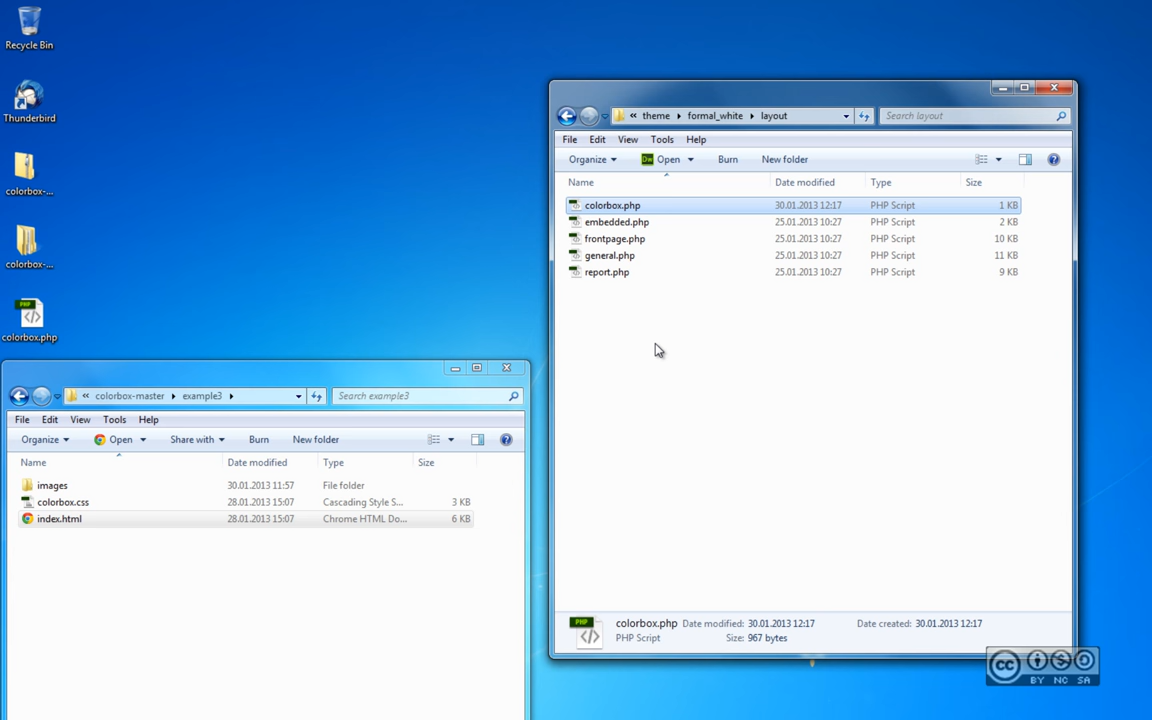 Recycle Bin
Thunderbird
colorbox-...
colorbox-...
PHP
colorbox.php
« theme formal_white layout
Search layout
File Edit View Tools Help
Organize Dw Open Burn New folder
Name Date modified Type Size
colorbox.php 30.01.2013 12:17 PHP Script 1 KB
embedded.php 25.01.2013 10:27 PHP Script 2 KB
frontpage.php 25.01.2013 10:27 PHP Script 10 KB
general.php 25.01.2013 10:27 PHP Script 11 KB
report.php 25.01.2013 10:27 PHP Script 9 KB
PHP
colorbox.php Date modified: 30.01.2013 12:17 Date created: 30.01.2013 12:17
PHP Script Size: 967 bytes
« colorbox-master example3
Search example3
File Edit View Tools Help
Organize Open Share with Burn New folder
Name Date modified Type Size
images 30.01.2013 11:57 File folder
colorbox.css 28.01.2013 15:07 Cascading Style S... 3 KB
index.html 28.01.2013 15:07 Chrome HTML Do... 6 KB
cc
BY NC SA